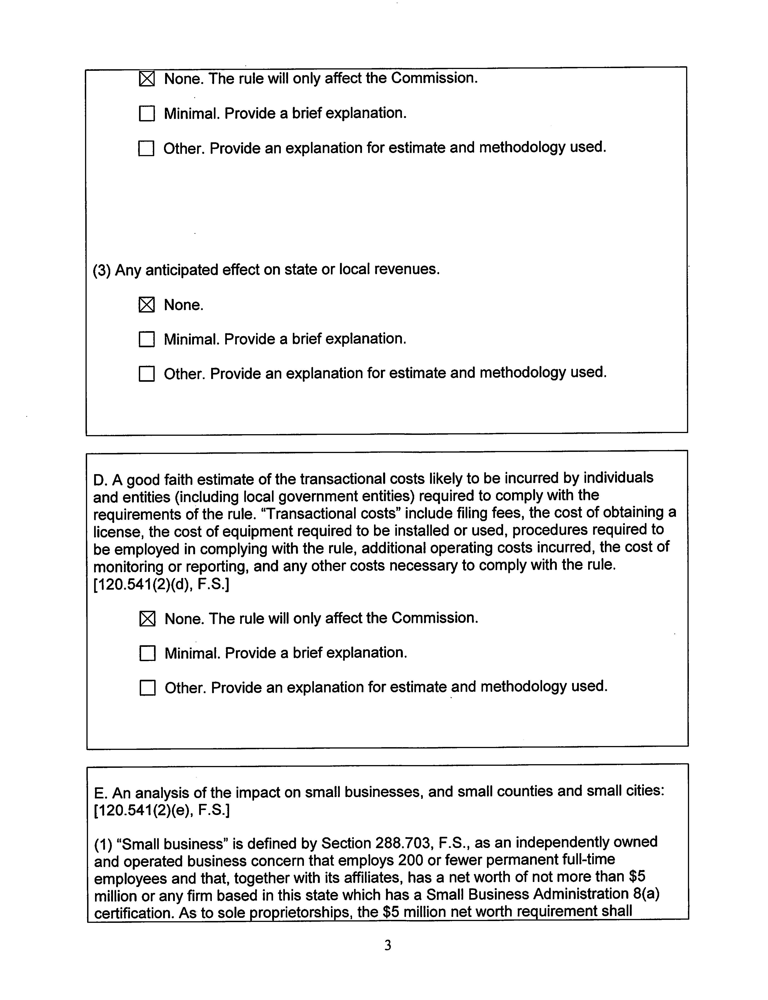 ☒ None. The rule will only affect the Commission.
☐ Minimal. Provide a brief explanation.
☐ Other. Provide an explanation for estimate and methodology used.
(3) Any anticipated effect on state or local revenues.
☒ None.
☐ Minimal. Provide a brief explanation.
☐ Other. Provide an explanation for estimate and methodology used.
D. A good faith estimate of the transactional costs likely to be incurred by individuals
and entities (including local government entities) required to comply with the
requirements of the rule. “Transactional costs” include filing fees, the cost of obtaining a
license, the cost of equipment required to be installed or used, procedures required to
be employed in complying with the rule, additional operating costs incurred, the cost of
monitoring or reporting, and any other costs necessary to comply with the rule.
[120.541(2)(d), F.S.]
☒ None. The rule will only affect the Commission.
☐ Minimal. Provide a brief explanation.
☐ Other. Provide an explanation for estimate and methodology used.
E. An analysis of the impact on small businesses, and small counties and small cities:
[120.541(2)(e), F.S.]
(1) “Small business” is defined by Section 288.703, F.S., as an independently owned
and operated business concern that employs 200 or fewer permanent full-time
employees and that, together with its affiliates, has a net worth of not more than $5
million or any firm based in this state which has a Small Business Administration 8(a)
certification. As to sole proprietorships, the $5 million net worth requirement shall
3